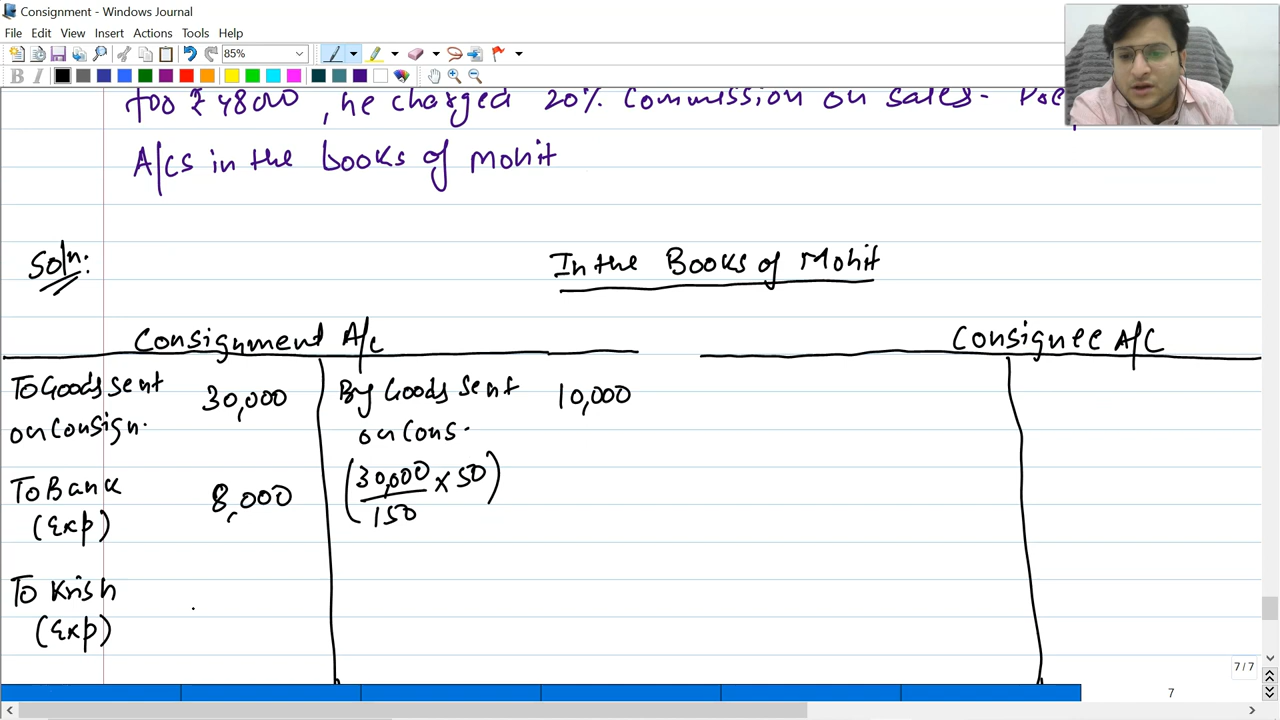 Consignment - Windows Journal
File Edit View Insert Actions Tools Help
85%
B I
for ₹ 48000, he charged 20% Commission on sales-
A/cs in the books of Mohit
Soln:
In the Books of Mohit
Consignment A/c
To Goods sent 30,000 By Goods sent 10,000
on Consign. on Cons.
To Bank 8,000 (30,000/150 × 50)
(Exp)
To Krish
(Exp)
Consignee A/C
7 / 7
7